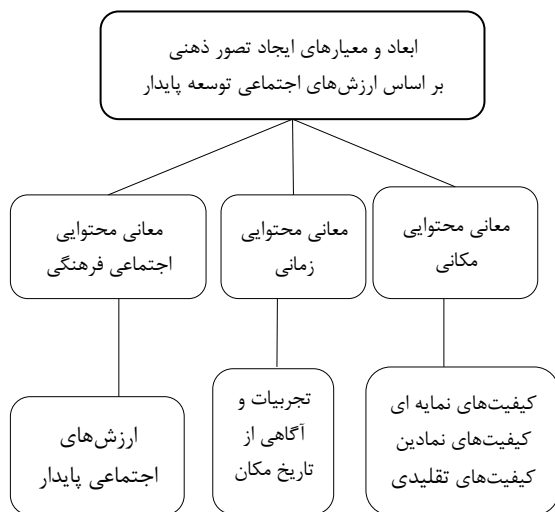 ابعاد و معیارهای ایجاد تصور ذهنی
بر اساس ارزش‌های اجتماعی توسعه پایدار
معانی محتوایی
مکانی
معانی محتوایی
زمانی
معانی محتوایی
اجتماعی فرهنگی
کیفیت‌های نمایه ای
کیفیت‌های نمادین
کیفیت‌های تقلیدی
تجربیات و
آگاهی از
تاریخ مکان
ارزش‌های
اجتماعی پایدار